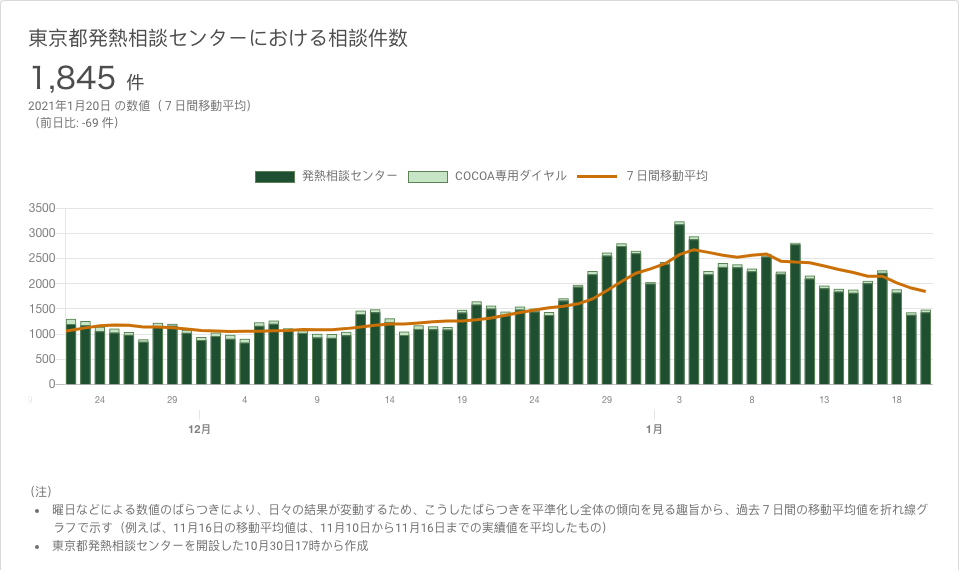 東京都発熱相談センターにおける相談件数
1,845 件
2021年1月20日 の数値（７日間移動平均）
（前日比: -69 件）
発熱相談センター COCOA専用ダイヤル ７日間移動平均
3500
3000
2500
2000
1500
1000
500
0
24 29 4 9 14 19 24 29 3 8 13 18
12月 1月
（注）
• 曜日などによる数値のばらつきにより、日々の結果が変動するため、こうしたばらつきを平準化し全体の傾向を見る趣旨から、過去７日間の移動平均値を折れ線グ
ラフで示す（例えば、11月16日の移動平均値は、11月10日から11月16日までの実績値を平均したもの）
• 東京都発熱相談センターを開設した10月30日17時から作成